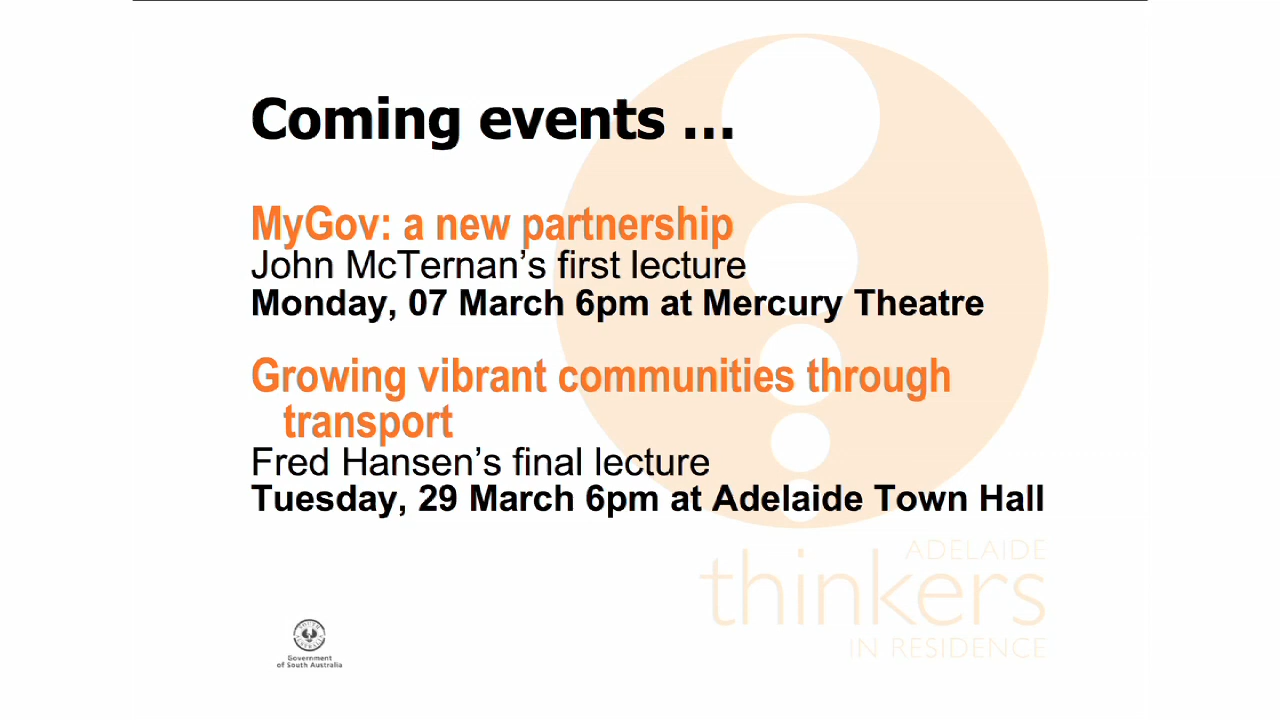 Coming events ...
MyGov: a new partnership
John McTernan’s first lecture
Monday, 07 March 6pm at Mercury Theatre
Growing vibrant communities through
transport
Fred Hansen’s final lecture
Tuesday, 29 March 6pm at Adelaide Town Hall
ADELAIDE
thinkers
IN RESIDENCE
SOUTH AUSTRALIA
Government
of South Australia